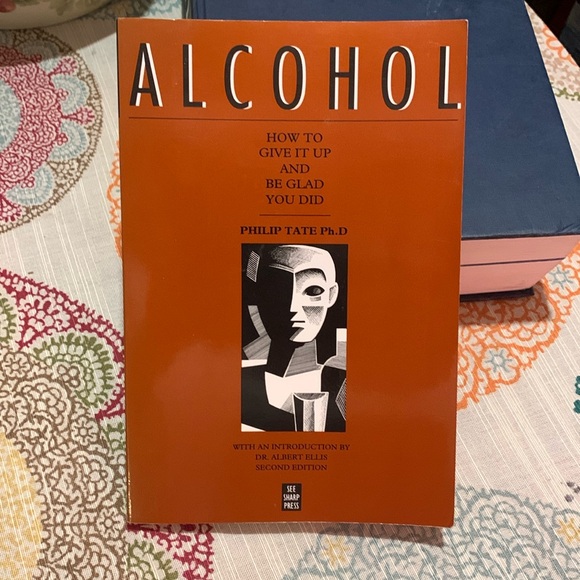 ALCOHOL
HOW TO
GIVE IT UP
AND
BE GLAD
YOU DID
PHILIP TATE Ph.D
WITH AN INTRODUCTION BY
DR. ALBERT ELLIS
SECOND EDITION
SEE
SHARP
PRESS